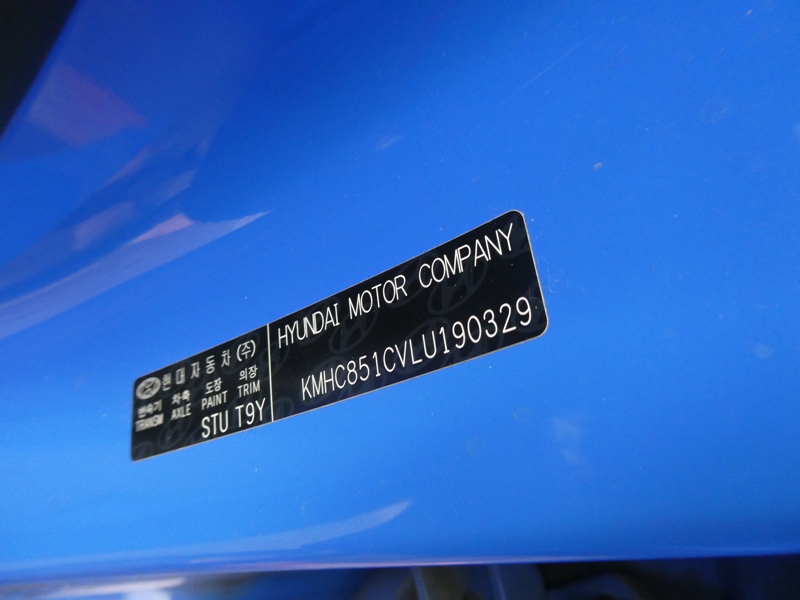 현대자동차(주)
변속기 차축 도장 의장
TRANSM AXLE PAINT TRIM
STU T9Y
HYUNDAI MOTOR COMPANY
KMHC851CVLU190329